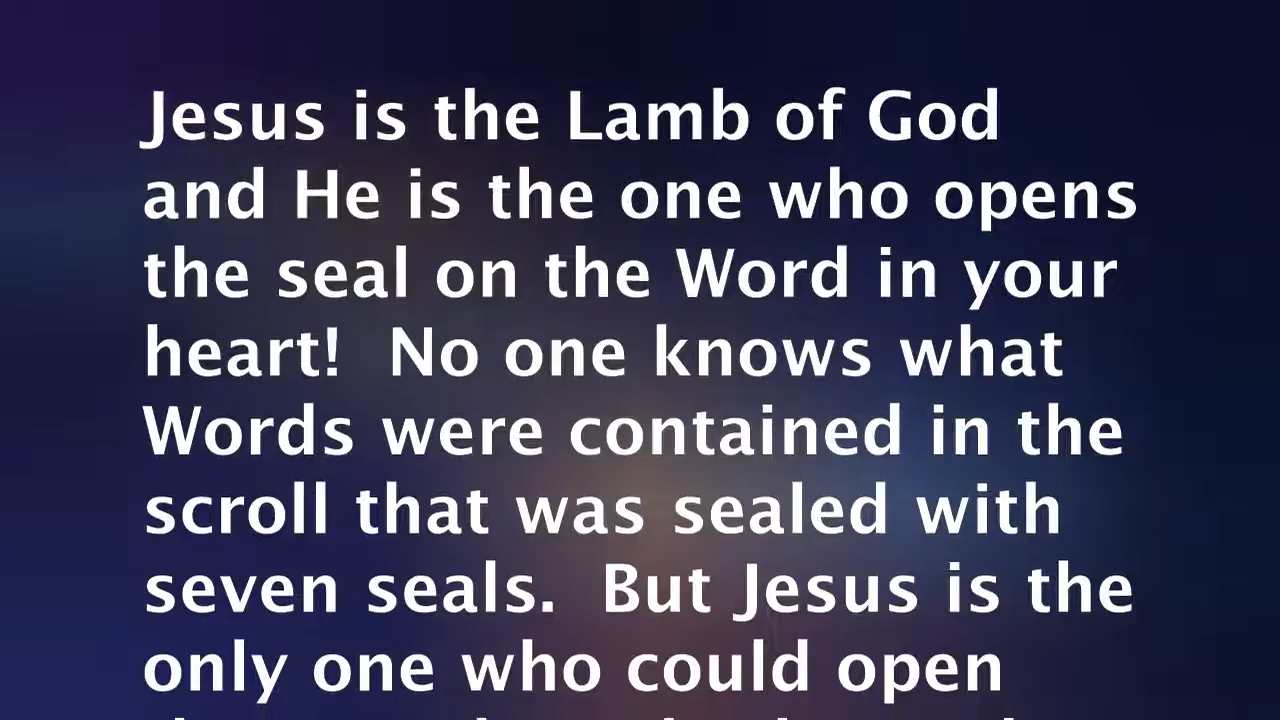 Jesus is the Lamb of God
and He is the one who opens
the seal on the Word in your
heart!  No one knows what
Words were contained in the
scroll that was sealed with
seven seals.  But Jesus is the
only one who could open